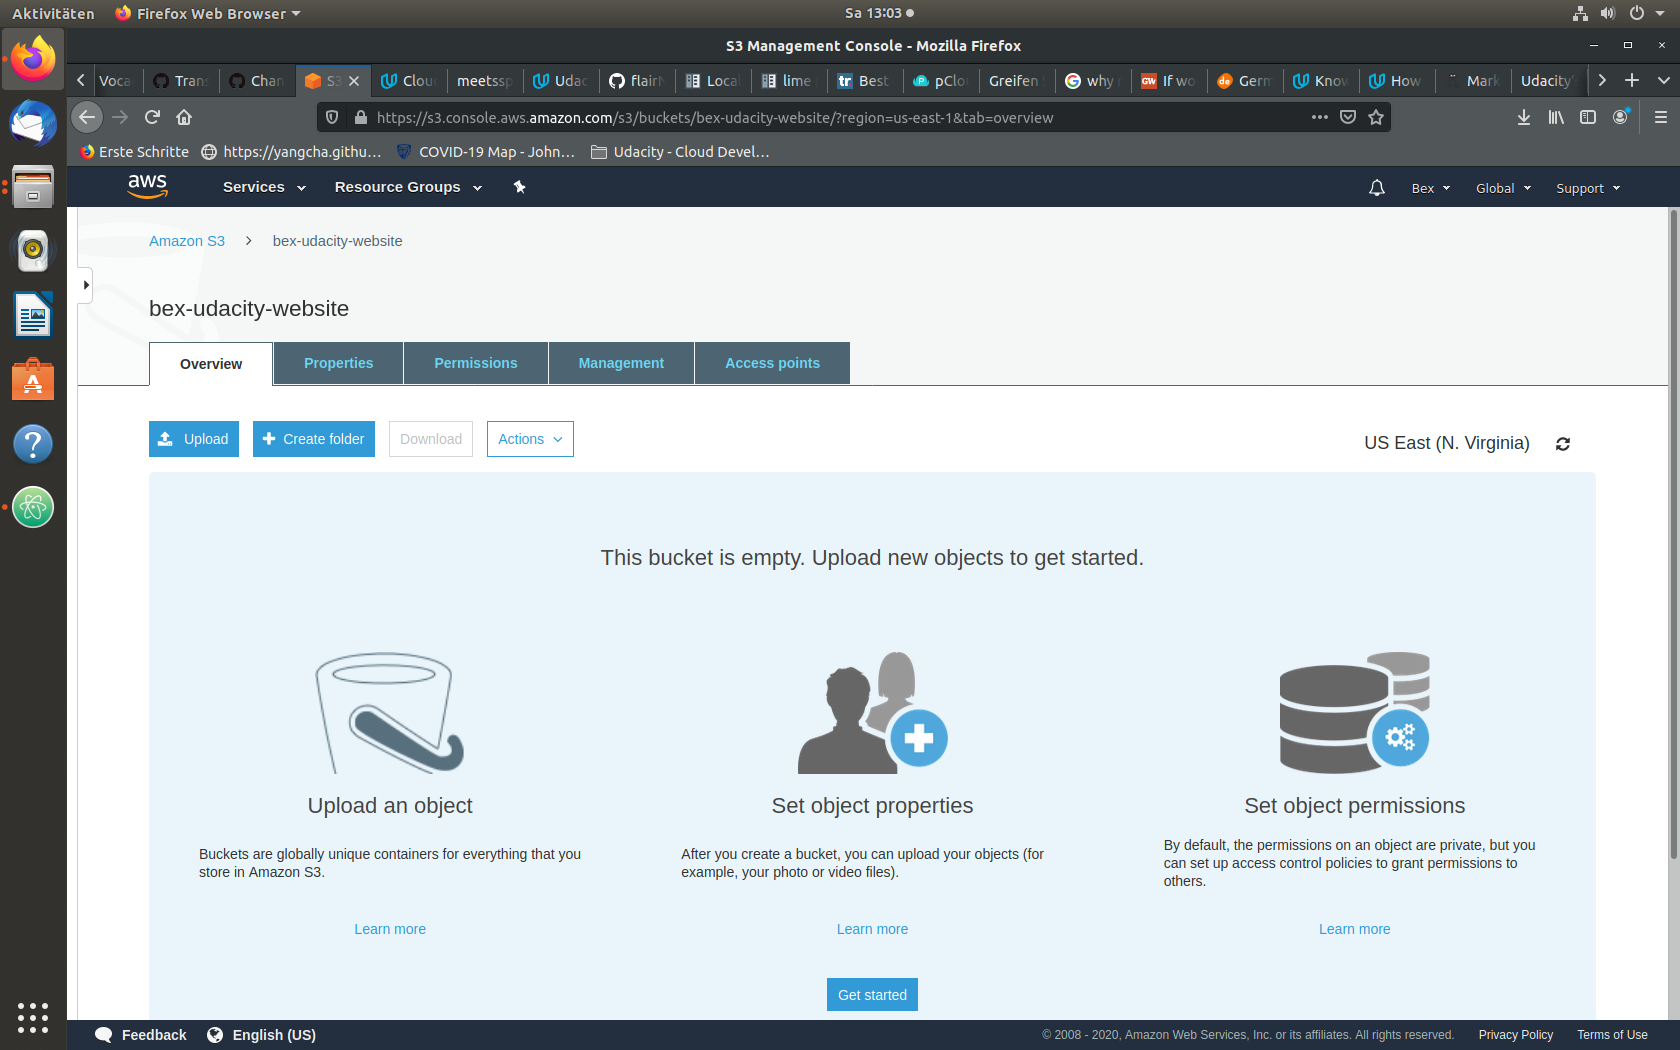 Aktivitäten Firefox Web Browser Sa 13:03
S3 Management Console - Mozilla Firefox
Voca Trans Chan S3 Clou meetssp Udac flairN Loca lime Best pClo Greifen why If wo Germ Know How Mark Udacity'
https://s3.console.aws.amazon.com/s3/buckets/bex-udacity-website/?region=us-east-1&tab=overview
Erste Schritte https://yangcha.githu… COVID-19 Map - John… Udacity - Cloud Devel…
aws Services Resource Groups Bex Global Support
Amazon S3 > bex-udacity-website
bex-udacity-website
Overview Properties Permissions Management Access points
Upload Create folder Download Actions US East (N. Virginia)
This bucket is empty. Upload new objects to get started.
Upload an object
Buckets are globally unique containers for everything that you
store in Amazon S3.
Learn more
Set object properties
After you create a bucket, you can upload your objects (for
example, your photo or video files).
Learn more
Set object permissions
By default, the permissions on an object are private, but you
can set up access control policies to grant permissions to
others.
Learn more
Get started
Feedback English (US) © 2008 - 2020, Amazon Web Services, Inc. or its affiliates. All rights reserved. Privacy Policy Terms of Use